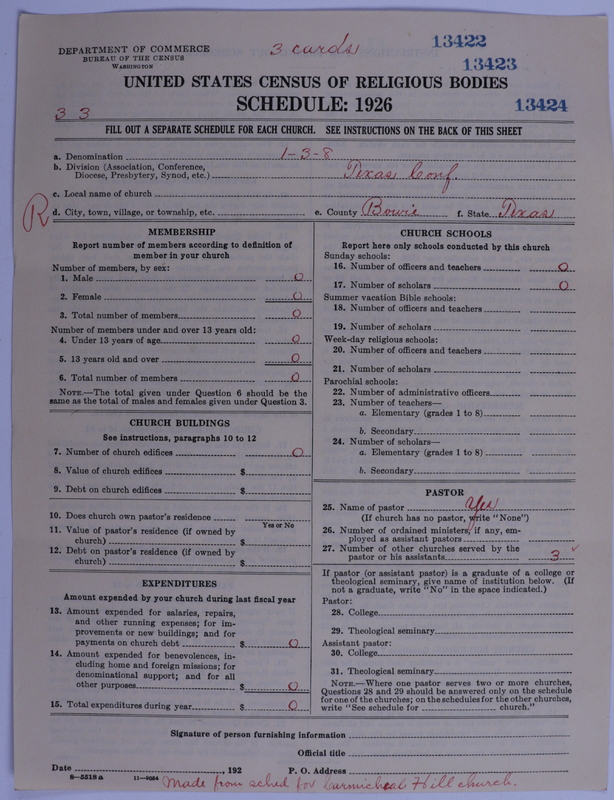 DEPARTMENT OF COMMERCE
BUREAU OF THE CENSUS
WASHINGTON
3 cards
13422
13423
UNITED STATES CENSUS OF RELIGIOUS BODIES
SCHEDULE: 1926
13424
3 3
FILL OUT A SEPARATE SCHEDULE FOR EACH CHURCH. SEE INSTRUCTIONS ON THE BACK OF THIS SHEET
a. Denomination 1-3-8
b. Division (Association, Conference,
Diocese, Presbytery, Synod, etc.) Texas Conf
c. Local name of church
R
d. City, town, village, or township, etc. e. County Bowie f. State Texas
MEMBERSHIP
Report number of members according to definition of
member in your church
Number of members, by sex:
1. Male 0
2. Female 0
3. Total number of members 0
Number of members under and over 13 years old:
4. Under 13 years of age 0
5. 13 years old and over 0
6. Total number of members 0
NOTE.—The total given under Question 6 should be the
same as the total of males and females given under Question 3.
CHURCH BUILDINGS
See instructions, paragraphs 10 to 12
7. Number of church edifices 0
8. Value of church edifices $
9. Debt on church edifices $
10. Does church own pastor's residence
Yes or No
11. Value of pastor's residence (if owned by
church) $
12. Debt on pastor's residence (if owned by
church) $
EXPENDITURES
Amount expended by your church during last fiscal year
13. Amount expended for salaries, repairs,
and other running expenses; for im-
provements or new buildings; and for
payments on church debt $ 0
14. Amount expended for benevolences, in-
cluding home and foreign missions; for
denominational support; and for all
other purposes $ 0
15. Total expenditures during year $ 0
CHURCH SCHOOLS
Report here only schools conducted by this church
Sunday schools:
16. Number of officers and teachers 0
17. Number of scholars 0
Summer vacation Bible schools:
18. Number of officers and teachers
19. Number of scholars
Week-day religious schools:
20. Number of officers and teachers
21. Number of scholars
Parochial schools:
22. Number of administrative officers
23. Number of teachers—
a. Elementary (grades 1 to 8)
b. Secondary
24. Number of scholars—
a. Elementary (grades 1 to 8)
b. Secondary
PASTOR
25. Name of pastor Yes
(If church has no pastor, write "None")
26. Number of ordained ministers, if any, em-
ployed as assistant pastors
27. Number of other churches served by the
pastor or his assistants 3 ✓
If pastor (or assistant pastor) is a graduate of a college or
theological seminary, give name of institution below. (If
not a graduate, write "No" in the space indicated.)
Pastor:
28. College
29. Theological seminary
Assistant pastor:
30. College
31. Theological seminary
NOTE.—Where one pastor serves two or more churches,
Questions 28 and 29 should be answered only on the schedule
for one of the churches; on the schedules for the other churches,
write "See schedule for church."
Signature of person furnishing information
Official title
Date , 192 P. O. Address
8-5518a 11-9084
Made from sched for Carmicheal Hill church.